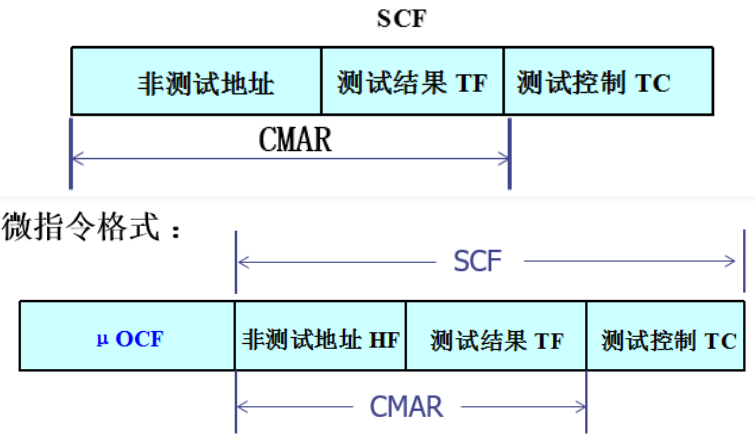 SCF
非测试地址 测试结果 TF 测试控制 TC
CMAR
微指令格式：
SCF
μ OCF 非测试地址 HF 测试结果 TF 测试控制 TC
CMAR